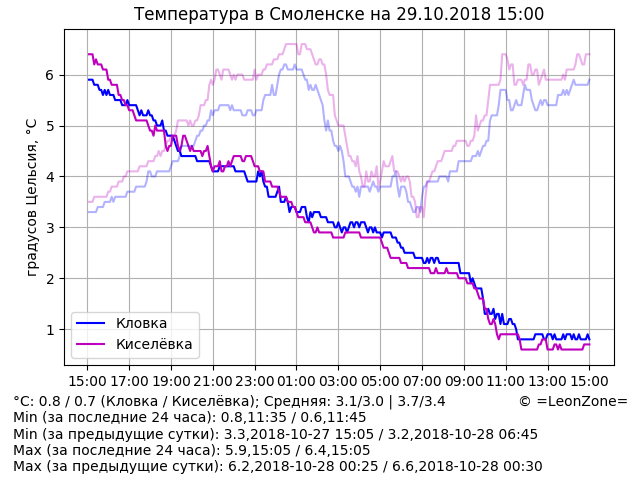 Температура в Смоленске на 29.10.2018 15:00
градусов Цельсия, °C
6
5
4
3
2
1
Кловка
Киселёвка
15:00 17:00 19:00 21:00 23:00 01:00 03:00 05:00 07:00 09:00 11:00 13:00 15:00
°C: 0.8 / 0.7 (Кловка / Киселёвка); Средняя: 3.1/3.0 | 3.7/3.4 © =LeonZone=
Min (за последние 24 часа): 0.8,11:35 / 0.6,11:45
Min (за предыдущие сутки): 3.3,2018-10-27 15:05 / 3.2,2018-10-28 06:45
Max (за последние 24 часа): 5.9,15:05 / 6.4,15:05
Max (за предыдущие сутки): 6.2,2018-10-28 00:25 / 6.6,2018-10-28 00:30